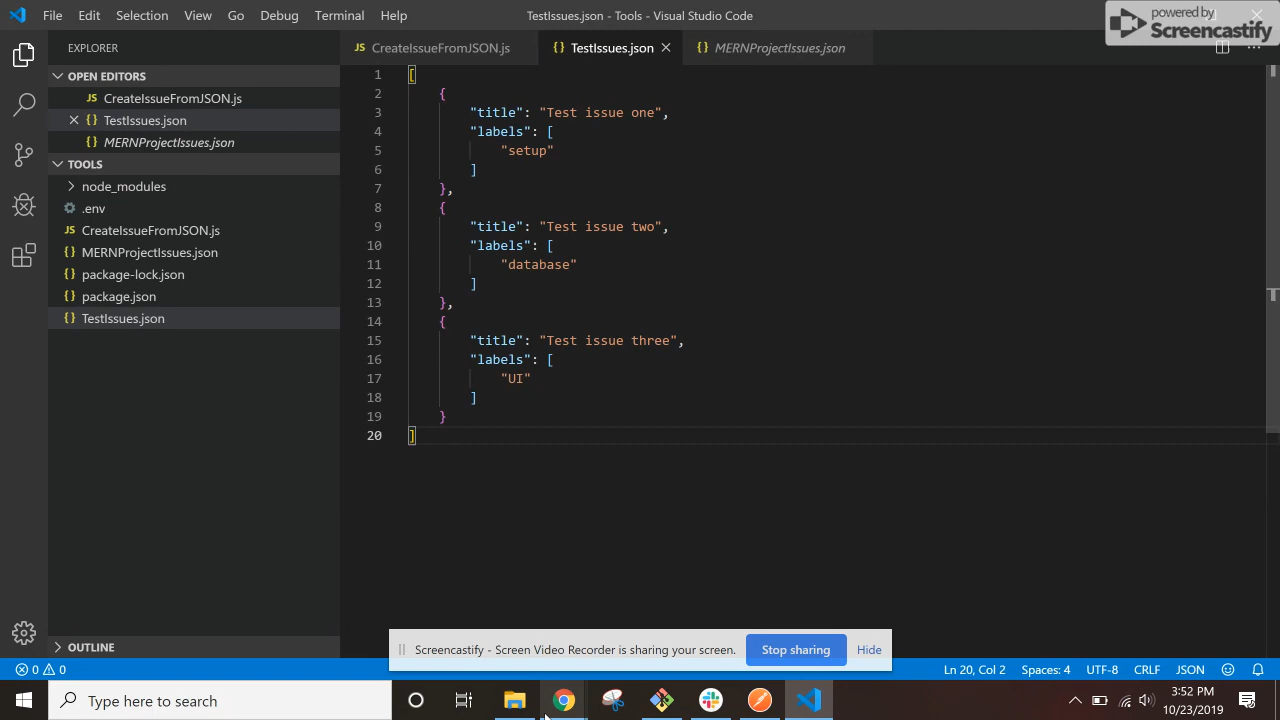 File Edit Selection View Go Debug Terminal Help
TestIssues.json - Tools - Visual Studio Code
powered by
Screencastify
EXPLORER
OPEN EDITORS
JS CreateIssueFromJSON.js
{} TestIssues.json
{} MERNProjectIssues.json
TOOLS
node_modules
.env
JS CreateIssueFromJSON.js
{} MERNProjectIssues.json
{} package-lock.json
{} package.json
{} TestIssues.json
OUTLINE
JS CreateIssueFromJSON.js {} TestIssues.json {} MERNProjectIssues.json
1 [
2 {
3 "title": "Test issue one",
4 "labels": [
5 "setup"
6 ]
7 },
8 {
9 "title": "Test issue two",
10 "labels": [
11 "database"
12 ]
13 },
14 {
15 "title": "Test issue three",
16 "labels": [
17 "UI"
18 ]
19 }
20 ]
Screencastify - Screen Video Recorder is sharing your screen. Stop sharing Hide
0 0 Ln 20, Col 2 Spaces: 4 UTF-8 CRLF JSON
Type here to search
3:52 PM
10/23/2019